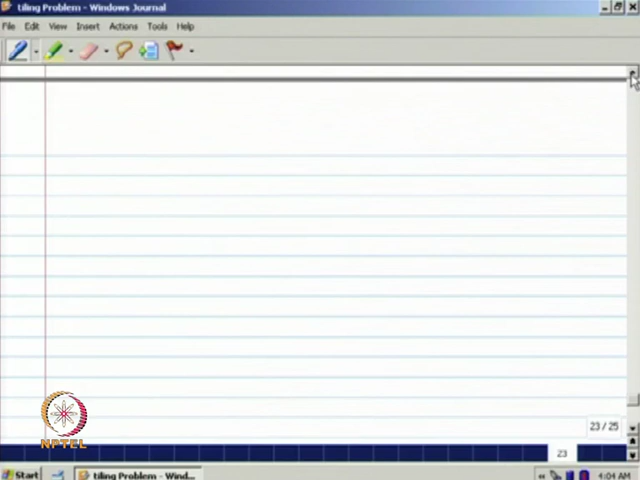 tiling Problem - Windows Journal
File Edit View Insert Actions Tools Help
NPTEL
23 / 25
23
Start
tiling Problem - Wind...
4:04 AM